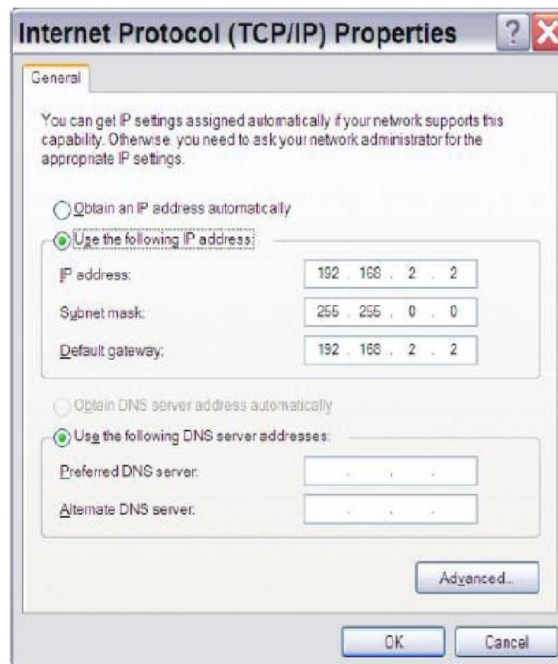 Internet Protocol (TCP/IP) Properties
General
You can get IP settings assigned automatically if your network supports this
capability. Otherwise, you need to ask your network administrator for the
appropriate IP settings.
Obtain an IP address automatically
Use the following IP address:
IP address: 192 . 168 . 2 . 2
Subnet mask: 255 . 255 . 0 . 0
Default gateway: 192 . 168 . 2 . 2
Obtain DNS server address automatically
Use the following DNS server addresses:
Preferred DNS server: . . .
Alternate DNS server: . . .
Advanced...
OK Cancel